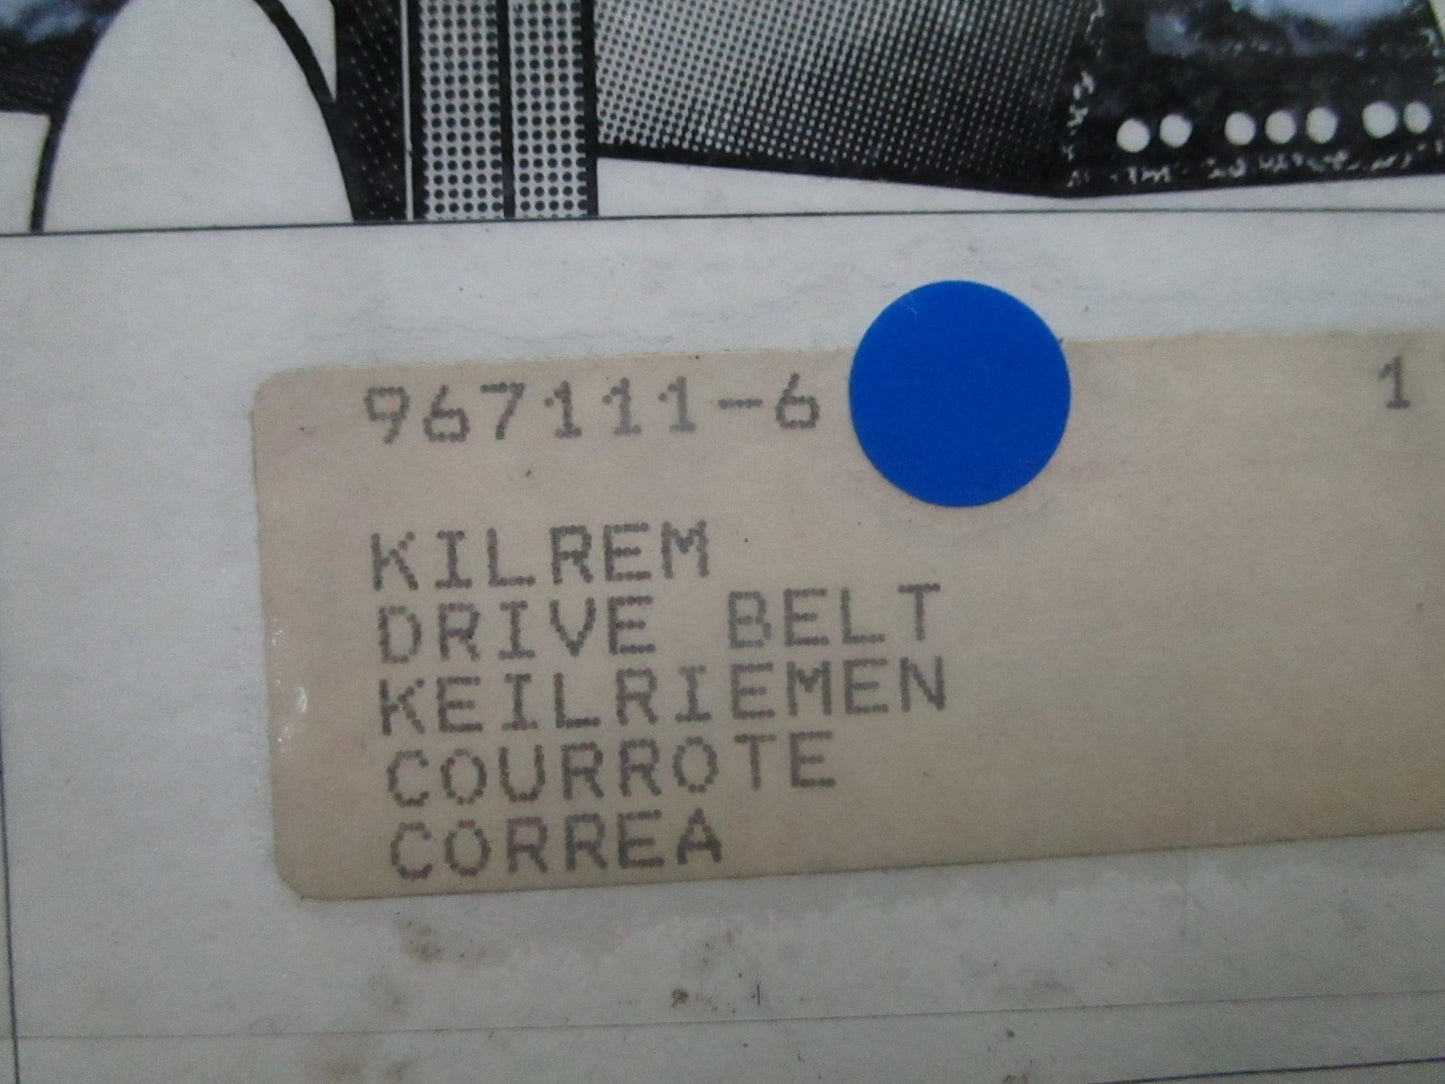 967111-6 1
KILREM
DRIVE BELT
KEILRIEMEN
COURROTE
CORREA